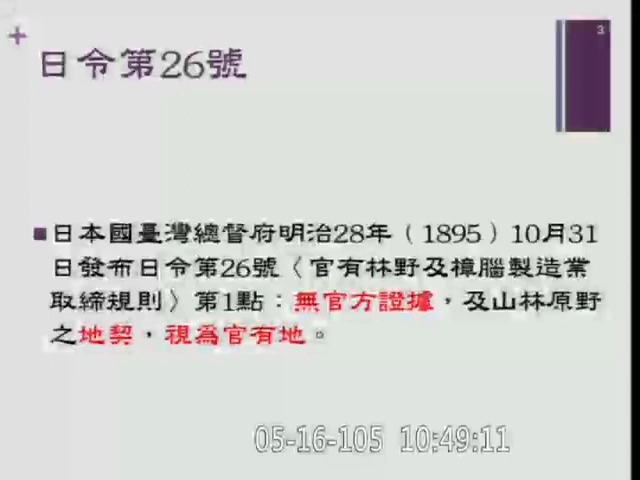 3
日令第26號
日本國臺灣總督府明治28年（1895）10月31
日發布日令第26號〈官有林野及樟腦製造業
取締規則〉第1點：無官方證據，及山林原野
之地契，視為官有地。
05-16-105 10:49:11